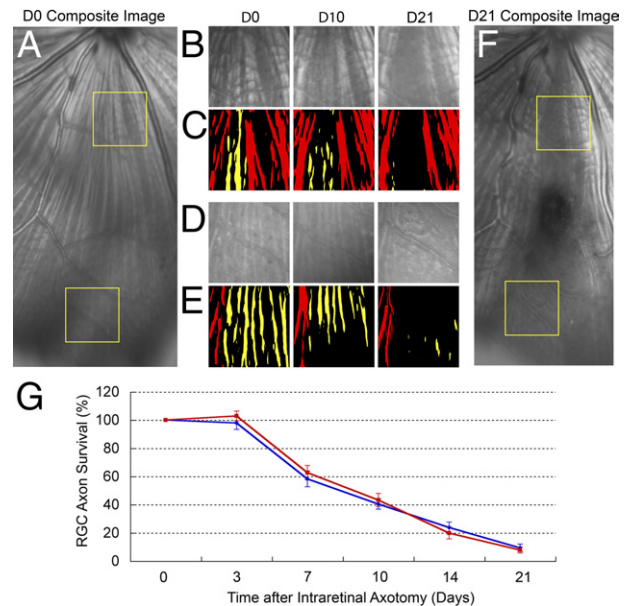 D0 Composite Image
D0 D10 D21
D21 Composite Image
A
B
F
C
D
E
G
RGC Axon Survival (%)
120
100
80
60
40
20
0
0 3 7 10 14 21
Time after Intraretinal Axotomy (Days)